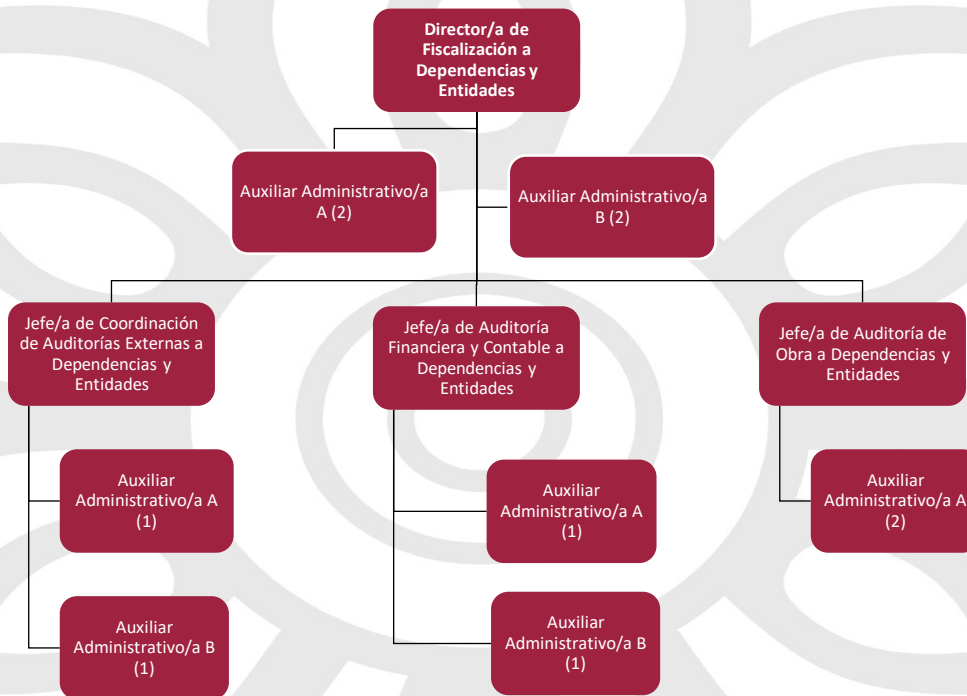 Director/a de
Fiscalización a
Dependencias y
Entidades
Auxiliar Administrativo/a
A (2)
Auxiliar Administrativo/a
B (2)
Jefe/a de Coordinación
de Auditorías Externas a
Dependencias y
Entidades
Jefe/a de Auditoría
Financiera y Contable a
Dependencias y
Entidades
Jefe/a de Auditoría de
Obra a Dependencias y
Entidades
Auxiliar
Administrativo/a A
(1)
Auxiliar
Administrativo/a A
(1)
Auxiliar
Administrativo/a A
(2)
Auxiliar
Administrativo/a B
(1)
Auxiliar
Administrativo/a B
(1)